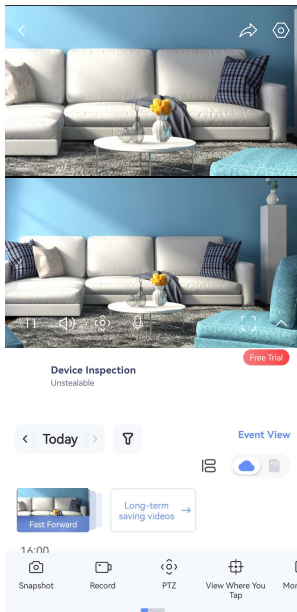 Free Trial
Device Inspection
Unstealable
Today
Event View
Fast Forward
Long-term
saving videos
16:00
Snapshot
Record
PTZ
View Where You
Tap